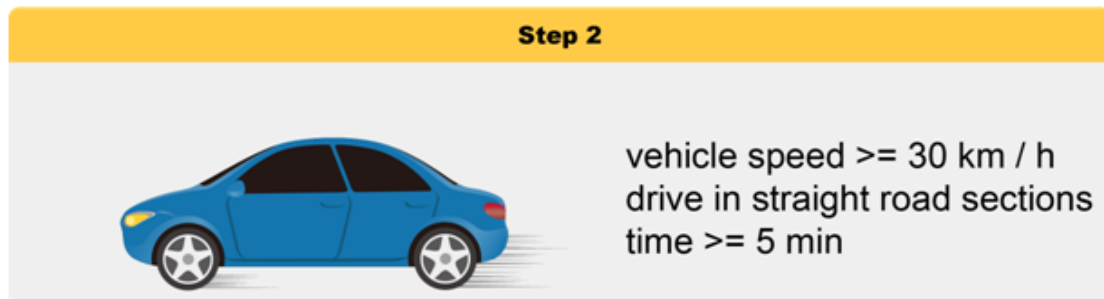 Step 2
vehicle speed >= 30 km / h
drive in straight road sections
time >= 5 min